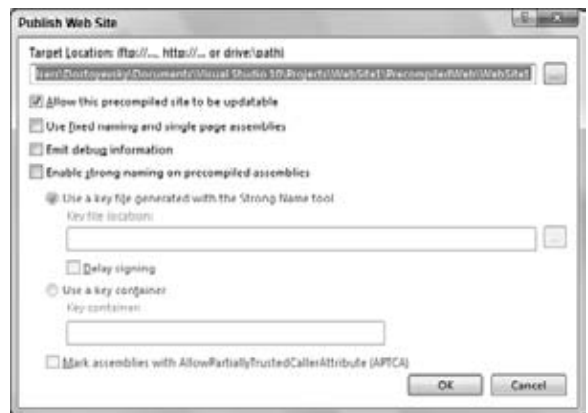 Publish Web Site
Target Location: (ftp://..., http://... or drive:\path)
\sers\Dostoyevsky\Documents\Visual Studio 10\Projects\WebSite1\PrecompiledWeb\WebSite1
...
Allow this precompiled site to be updatable
Use fixed naming and single page assemblies
Emit debug information
Enable strong naming on precompiled assemblies
Use a key file generated with the Strong Name tool
Key file location:
...
Delay signing
Use a key container
Key container:
Mark assemblies with AllowPartiallyTrustedCallerAttribute (APTCA)
OK
Cancel